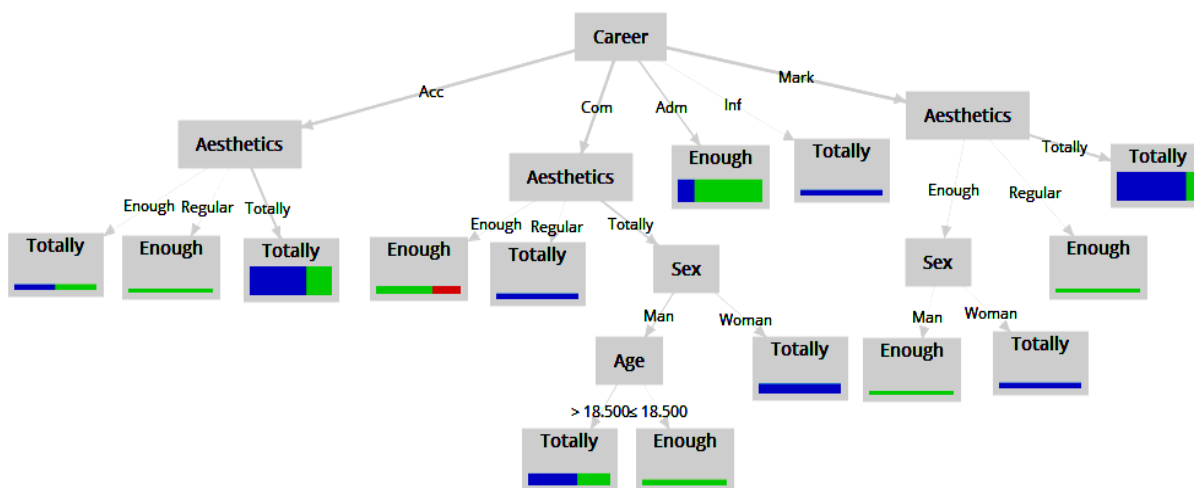 Career
Acc
Com
Adm
Inf
Mark
Aesthetics
Aesthetics
Enough
Totally
Aesthetics
Totally
Totally
Enough
Regular
Totally
Enough
Regular
Totally
Enough
Regular
Totally
Enough
Totally
Enough
Totally
Sex
Sex
Enough
Man
Woman
Man
Woman
Age
Totally
Enough
Totally
> 18.500
≤ 18.500
Totally
Enough